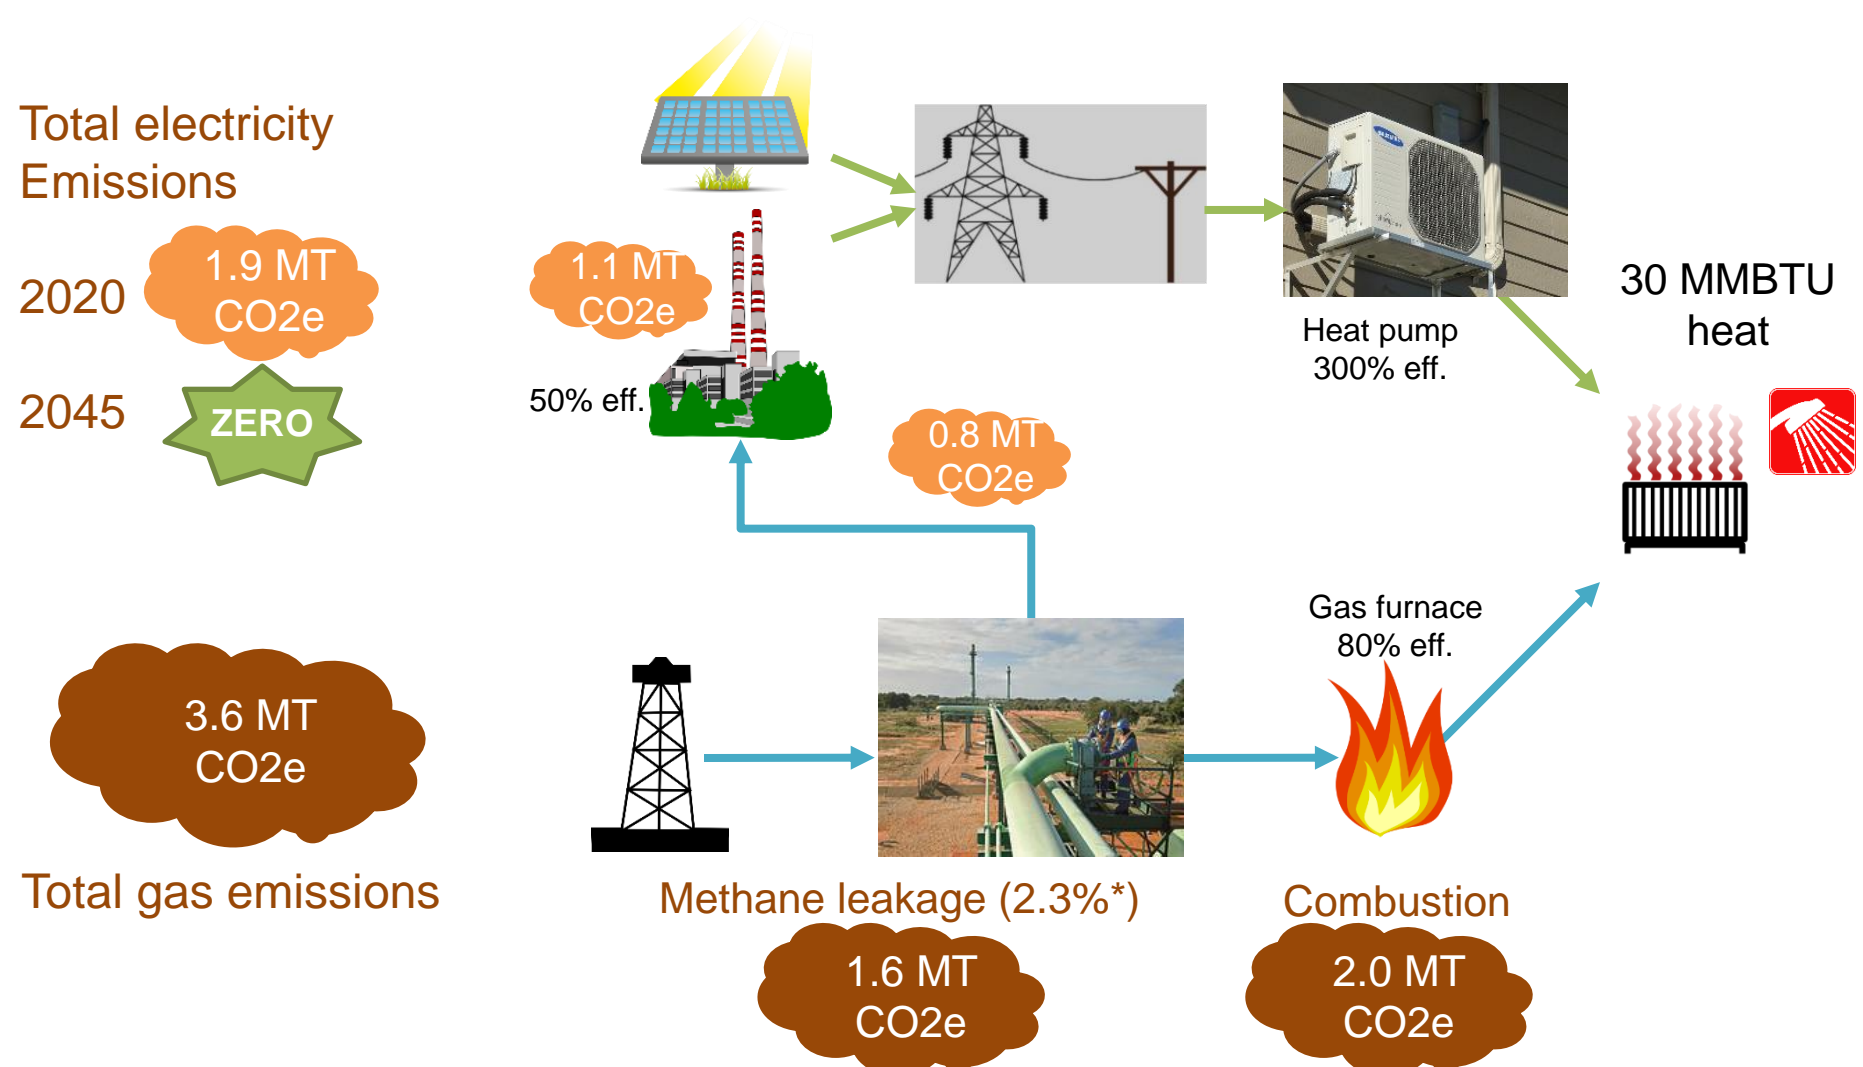 Total electricity
Emissions
2020
1.9 MT
CO2e
2045
ZERO
1.1 MT
CO2e
50% eff.
0.8 MT
CO2e
SAMSUNG
Heat pump
300% eff.
30 MMBTU
heat
3.6 MT
CO2e
Total gas emissions
Gas furnace
80% eff.
Methane leakage (2.3%*)
1.6 MT
CO2e
Combustion
2.0 MT
CO2e